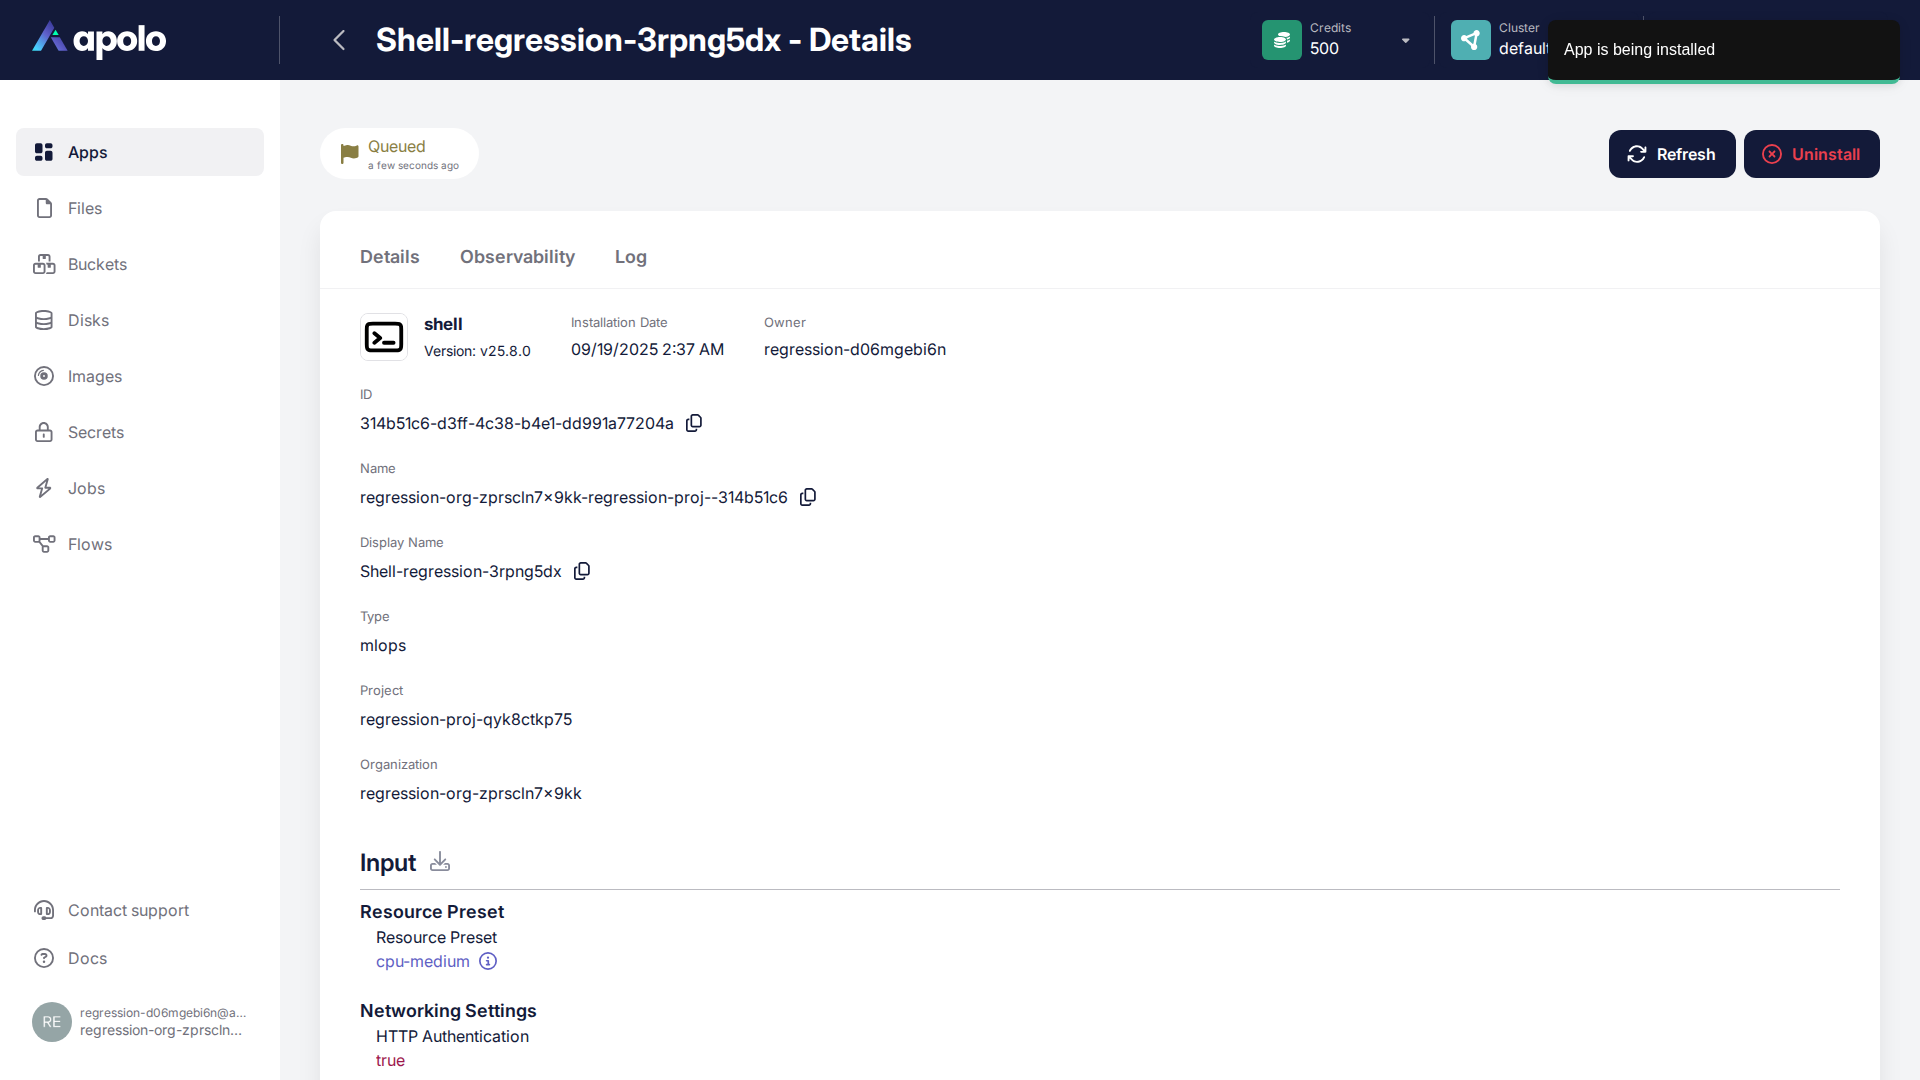 apolo
Shell-regression-3rpng5dx - Details
Credits
500
Cluster
default
App is being installed
Apps
Files
Buckets
Disks
Images
Secrets
Jobs
Flows
Contact support
Docs
RE
regression-d06mgebi6n@a...
regression-org-zprscln...
Queued
a few seconds ago
Refresh
Uninstall
Details
Observability
Log
shell
Version: v25.8.0
Installation Date
09/19/2025 2:37 AM
Owner
regression-d06mgebi6n
ID
314b51c6-d3ff-4c38-b4e1-dd991a77204a
Name
regression-org-zprscln7x9kk-regression-proj--314b51c6
Display Name
Shell-regression-3rpng5dx
Type
mlops
Project
regression-proj-qyk8ctkp75
Organization
regression-org-zprscln7x9kk
Input
Resource Preset
Resource Preset
cpu-medium
Networking Settings
HTTP Authentication
true